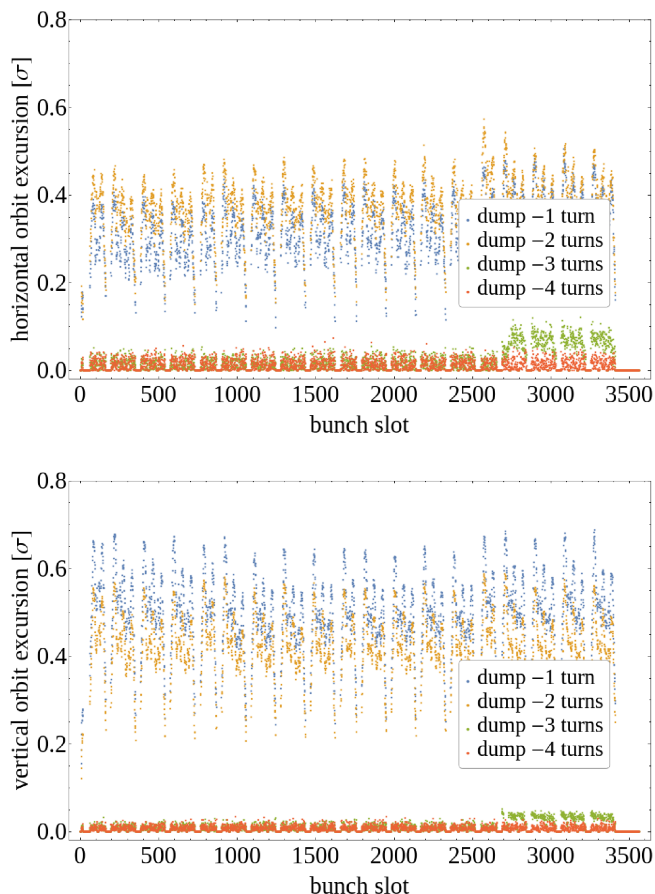 horizontal orbit excursion [σ]
0.8
0.6
0.4
0.2
0.0
dump −1 turn
dump −2 turns
dump −3 turns
dump −4 turns
0 500 1000 1500 2000 2500 3000 3500
bunch slot
vertical orbit excursion [σ]
0.8
0.6
0.4
0.2
0.0
dump −1 turn
dump −2 turns
dump −3 turns
dump −4 turns
0 500 1000 1500 2000 2500 3000 3500
bunch slot